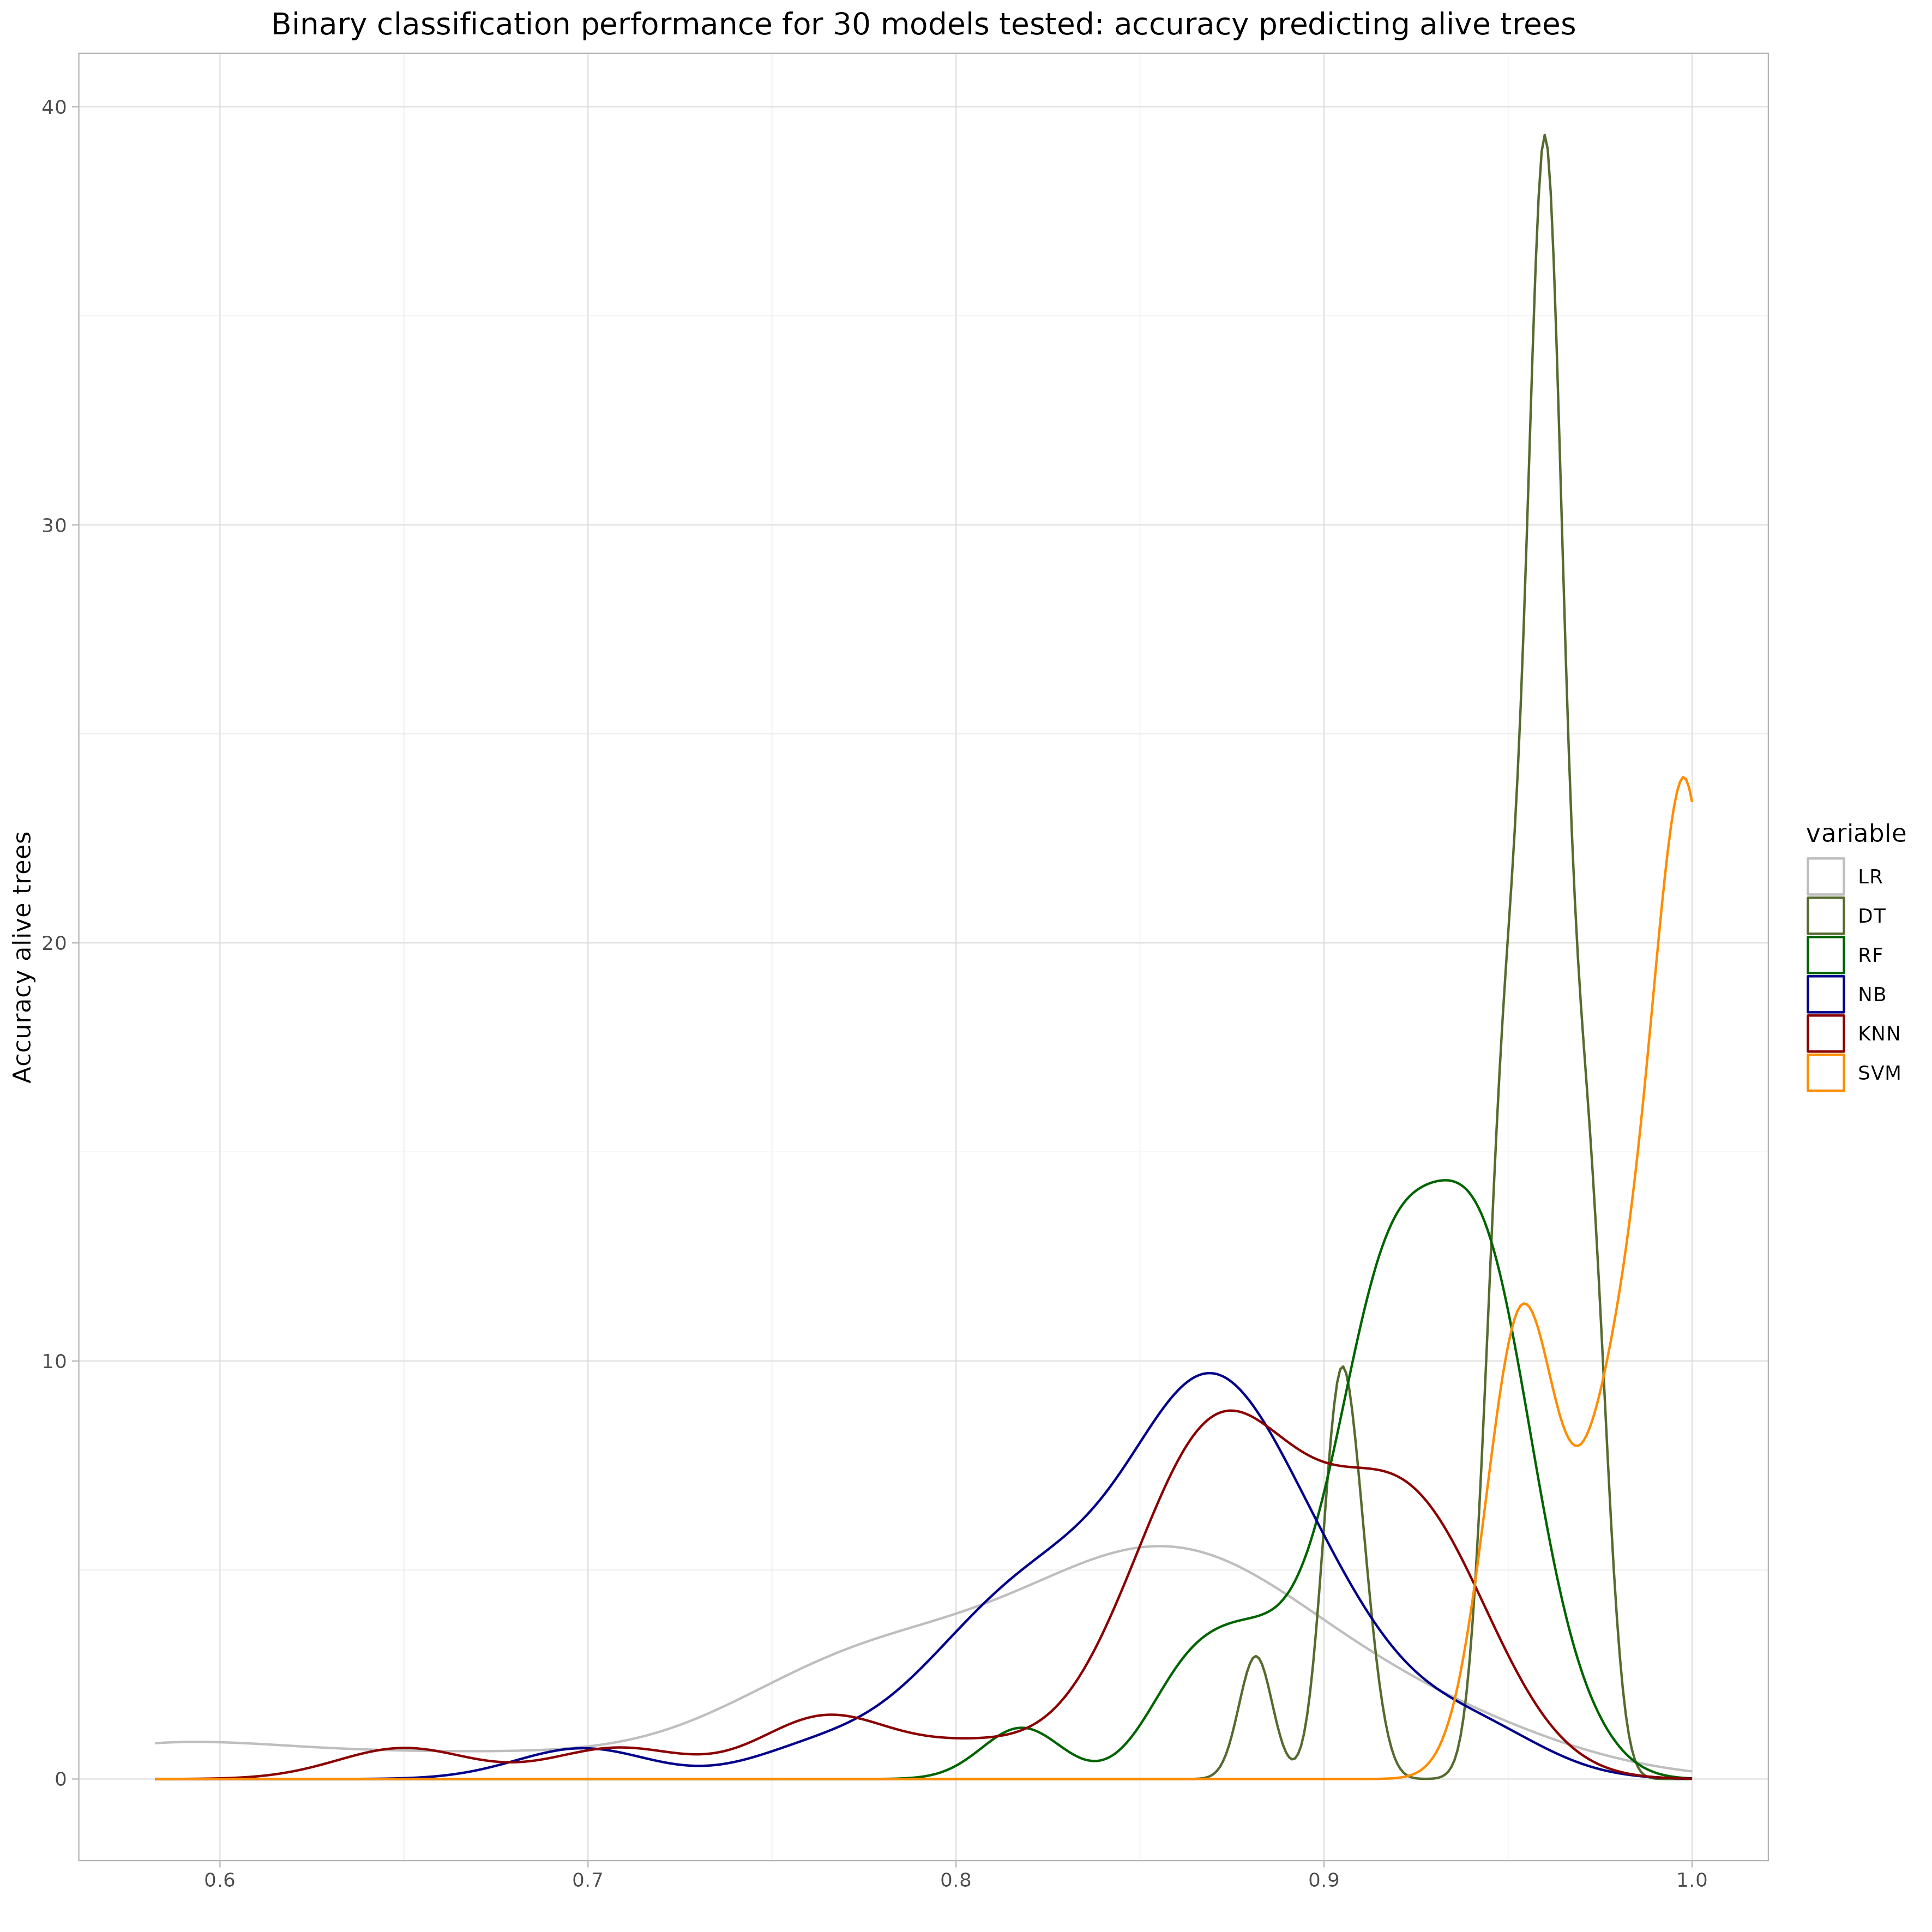 Binary classification performance for 30 models tested: accuracy predicting alive trees
40
30
20
10
0
Accuracy alive trees
0.6
0.7
0.8
0.9
1.0
variable
LR
DT
RF
NB
KNN
SVM